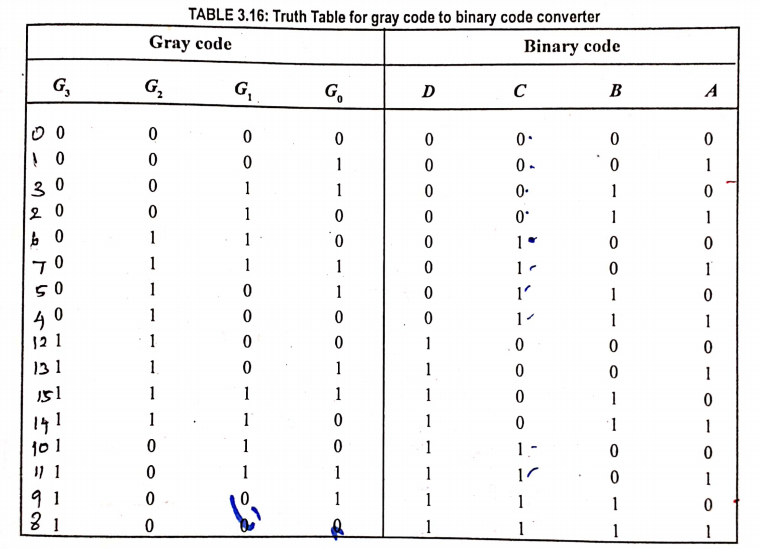 TABLE 3.16: Truth Table for gray code to binary code converter
Gray code Binary code
G₃ G₂ G₁ G₀ D C B A
0 0 0 0 0 0 0 0 0
1 0 0 0 1 0 0 0 1
3 0 0 1 1 0 0 1 0
2 0 0 1 0 0 0 1 1
6 0 1 1 0 0 1 0 0
7 0 1 1 1 0 1 0 1
5 0 1 0 1 0 1 1 0
4 0 1 0 0 0 1 1 1
12 1 1 0 0 1 0 0 0
13 1 1 0 1 1 0 0 1
15 1 1 1 1 1 0 1 0
14 1 1 1 0 1 0 1 1
10 1 0 1 0 1 1 0 0
11 1 0 1 1 1 1 0 1
9 1 0 0 1 1 1 1 0
8 1 0 0 0 1 1 1 1